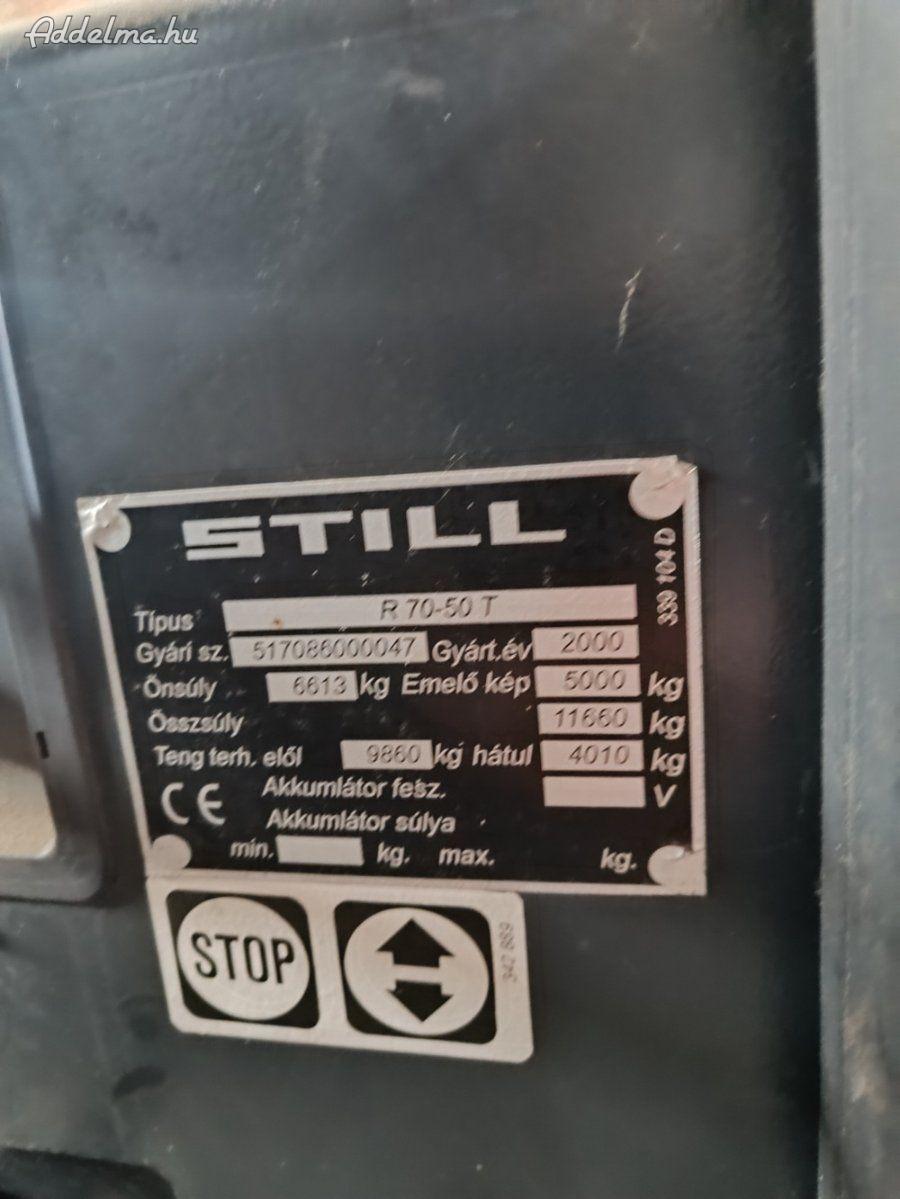 Addelma.hu
STILL
339 104 D
Típus R 70-50 T
Gyári sz. 517086000047 Gyárt.év 2000
Önsúly 6613 kg Emelő kép 5000 kg
Összsúly 11660 kg
Teng terh. elől 9860 kg hátul 4010 kg
Akkumlátor fesz. V
CE Akkumlátor súlya
min. kg. max. kg.
STOP
342 889